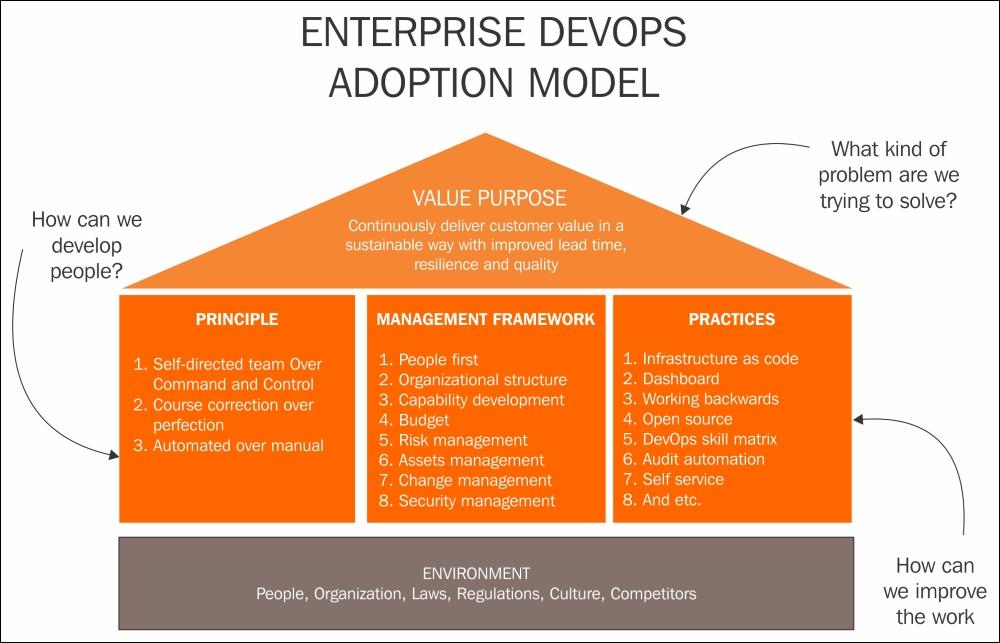 ENTERPRISE DEVOPS
ADOPTION MODEL
What kind of
problem are we
trying to solve?
VALUE PURPOSE
Continuously deliver customer value in a
sustainable way with improved lead time,
resilience and quality
How can we
develop
people?
PRINCIPLE
1. Self-directed team Over
Command and Control
2. Course correction over
perfection
3. Automated over manual
MANAGEMENT FRAMEWORK
1. People first
2. Organizational structure
3. Capability development
4. Budget
5. Risk management
6. Assets management
7. Change management
8. Security management
PRACTICES
1. Infrastructure as code
2. Dashboard
3. Working backwards
4. Open source
5. DevOps skill matrix
6. Audit automation
7. Self service
8. And etc.
How can
we improve
the work
ENVIRONMENT
People, Organization, Laws, Regulations, Culture, Competitors